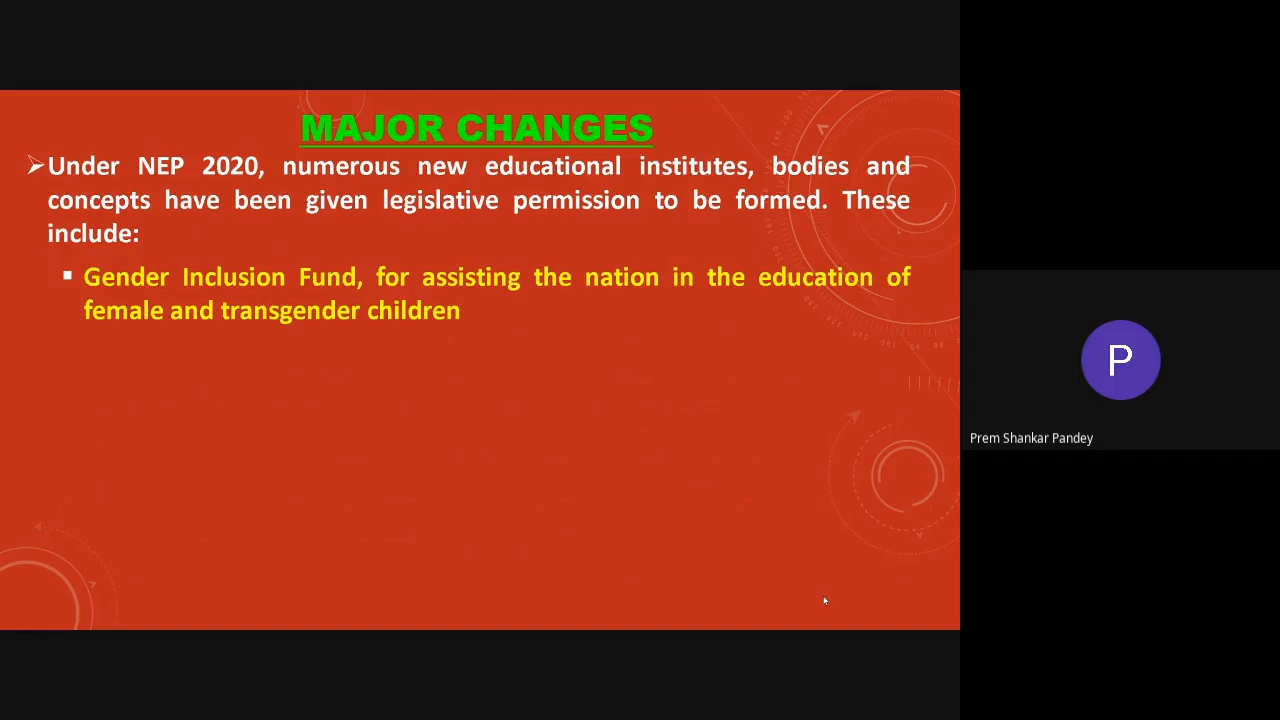 MAJOR CHANGES
➢Under NEP 2020, numerous new educational institutes, bodies and
concepts have been given legislative permission to be formed. These
include:
▪ Gender Inclusion Fund, for assisting the nation in the education of
female and transgender children
P
Prem Shankar Pandey